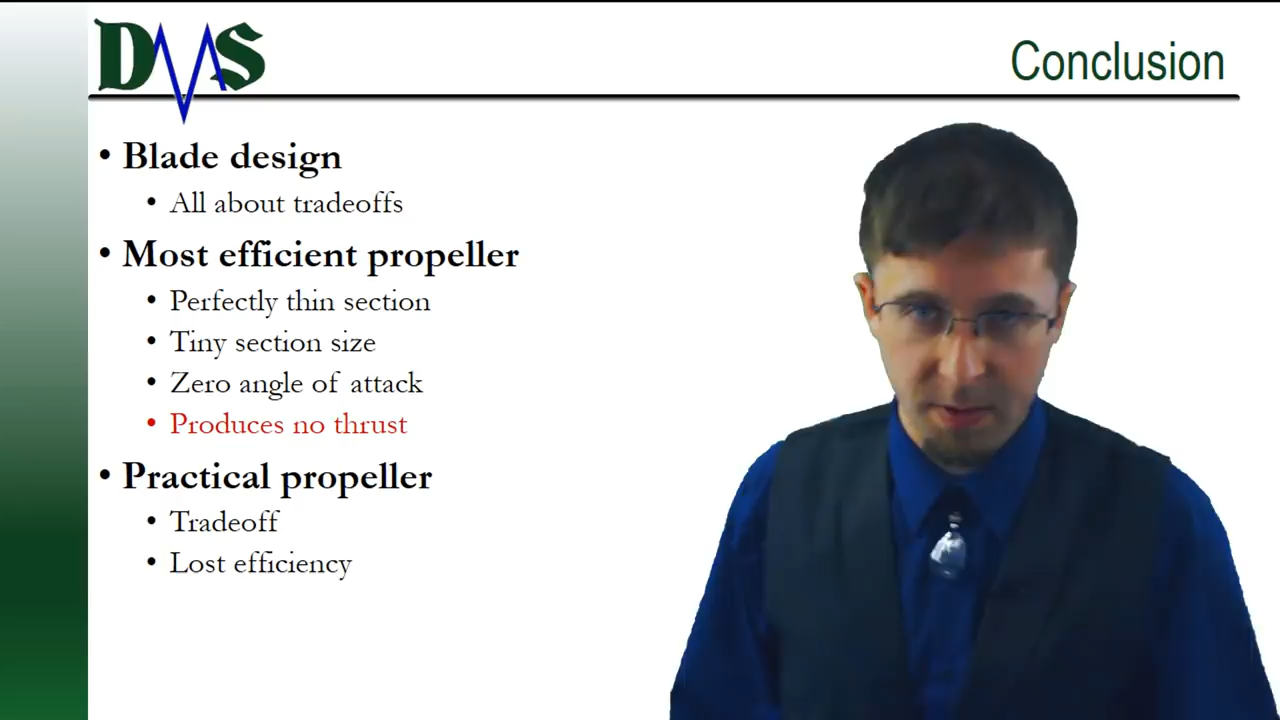 DMS
Conclusion
• Blade design
• All about tradeoffs
• Most efficient propeller
• Perfectly thin section
• Tiny section size
• Zero angle of attack
• Produces no thrust
• Practical propeller
• Tradeoff
• Lost efficiency